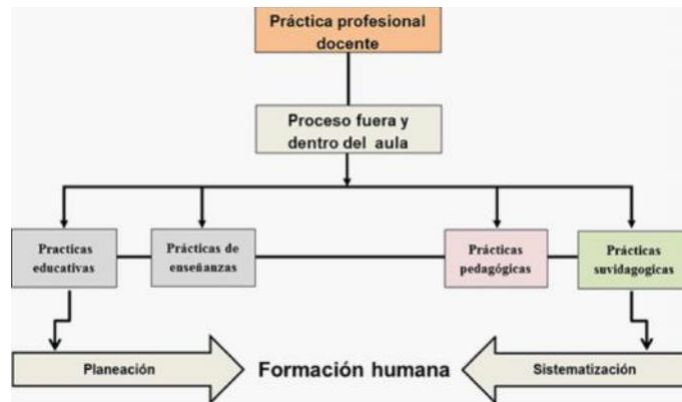 Práctica profesional
docente
Proceso fuera y
dentro del aula
Practicas
educativas
Prácticas de
enseñanzas
Prácticas
pedagógicas
Prácticas
suvidagogicas
Planeación
Formación humana
Sistematización